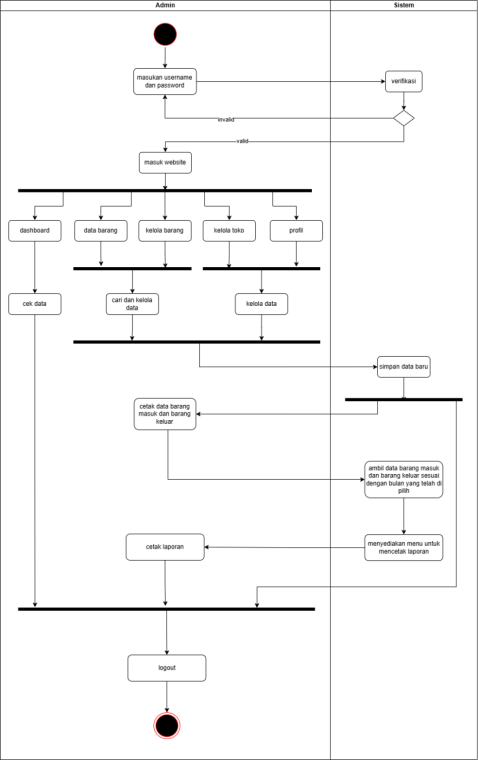 Admin
Sistem
masukan username
dan password
verifikasi
invalid
valid
masuk website
dashboard
data barang
kelola barang
kelola toko
profil
cek data
cari dan kelola
data
kelola data
simpan data baru
cetak data barang
masuk dan barang
keluar
ambil data barang masuk
dan barang keluar sesuai
dengan bulan yang telah di
pilih
cetak laporan
menyediakan menu untuk
mencetak laporan
logout